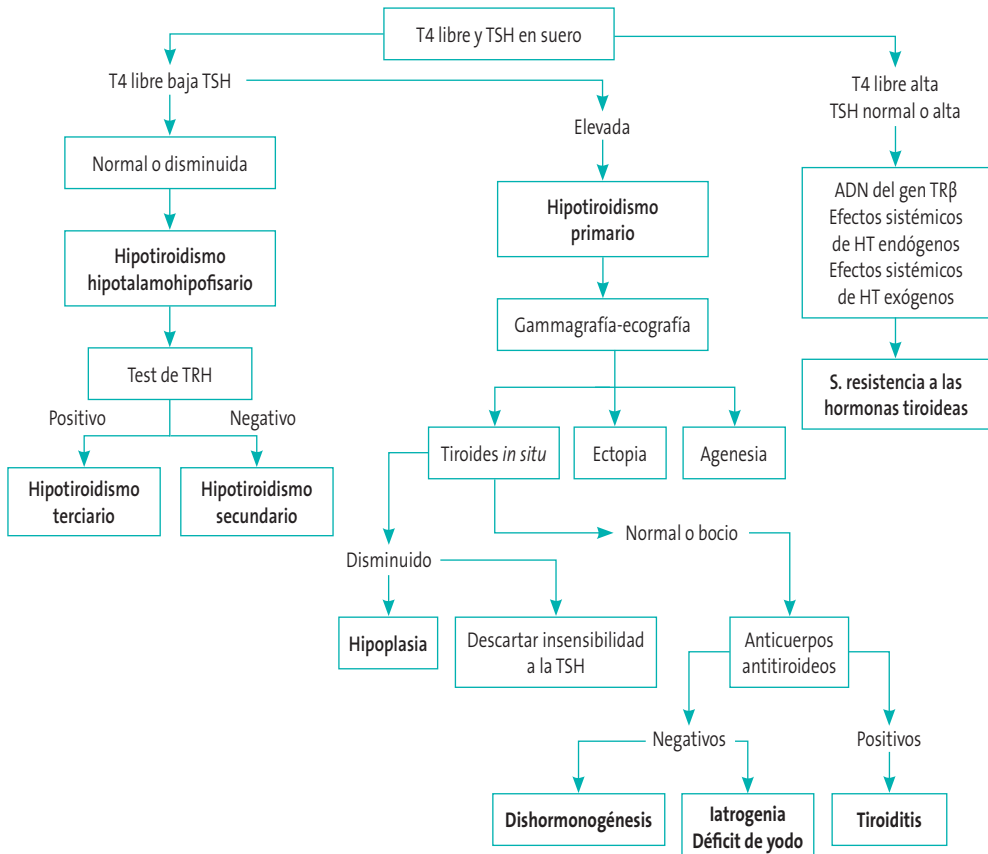 T4 libre y TSH en suero
T4 libre baja TSH
T4 libre alta
TSH normal o alta
Elevada
Normal o disminuida
Hipotiroidismo
primario
ADN del gen TRβ
Efectos sistémicos
de HT endógenos
Efectos sistémicos
de HT exógenos
Hipotiroidismo
hipotalamohipofisario
Gammagrafía-ecografía
Test de TRH
S. resistencia a las
hormonas tiroideas
Positivo
Negativo
Tiroides in situ
Ectopia
Agenesia
Hipotiroidismo
terciario
Hipotiroidismo
secundario
Normal o bocio
Disminuido
Hipoplasia
Descartar insensibilidad
a la TSH
Anticuerpos
antitiroideos
Negativos
Positivos
Dishormonogénesis
Iatrogenia
Déficit de yodo
Tiroiditis